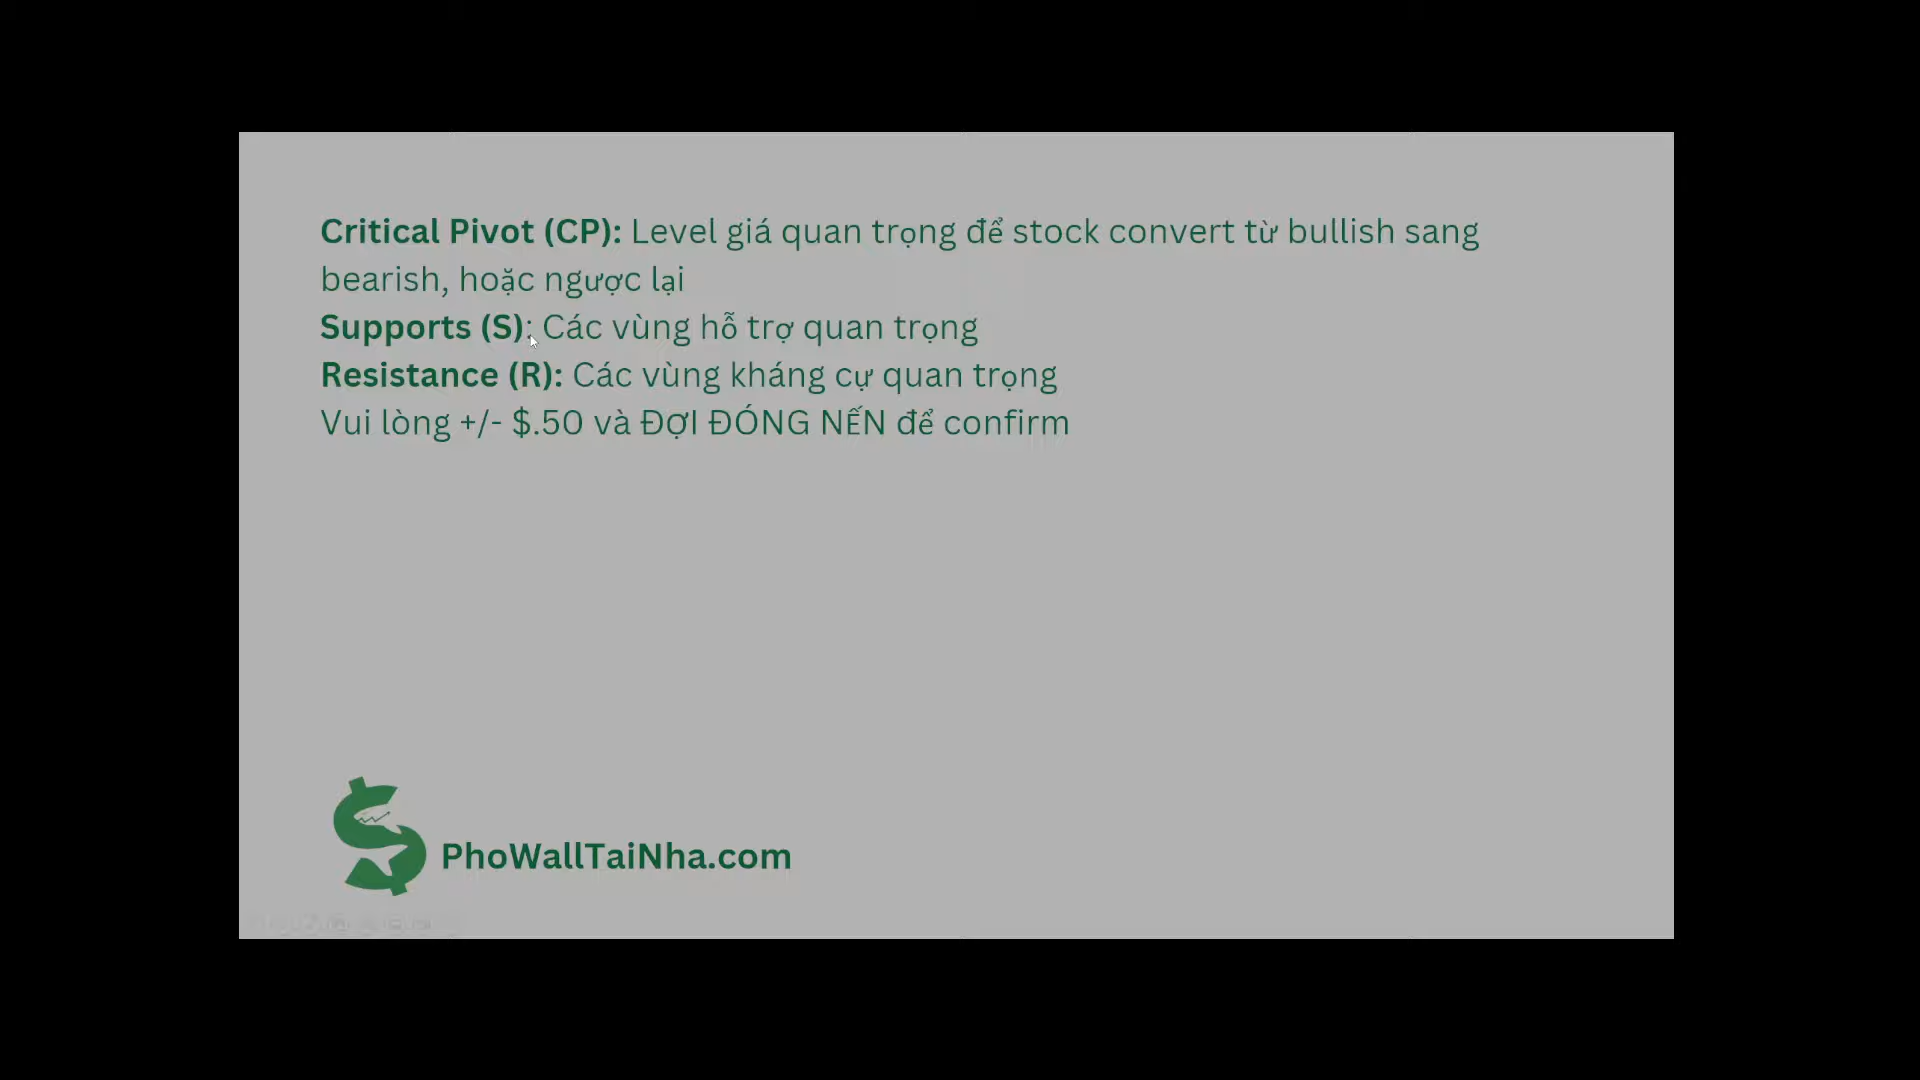 Critical Pivot (CP): Level giá quan trọng để stock convert từ bullish sang
bearish, hoặc ngược lại
Supports (S): Các vùng hỗ trợ quan trọng
Resistance (R): Các vùng kháng cự quan trọng
Vui lòng +/- $.50 và ĐỢI ĐÓNG NẾN để confirm
PhoWallTaiNha.com